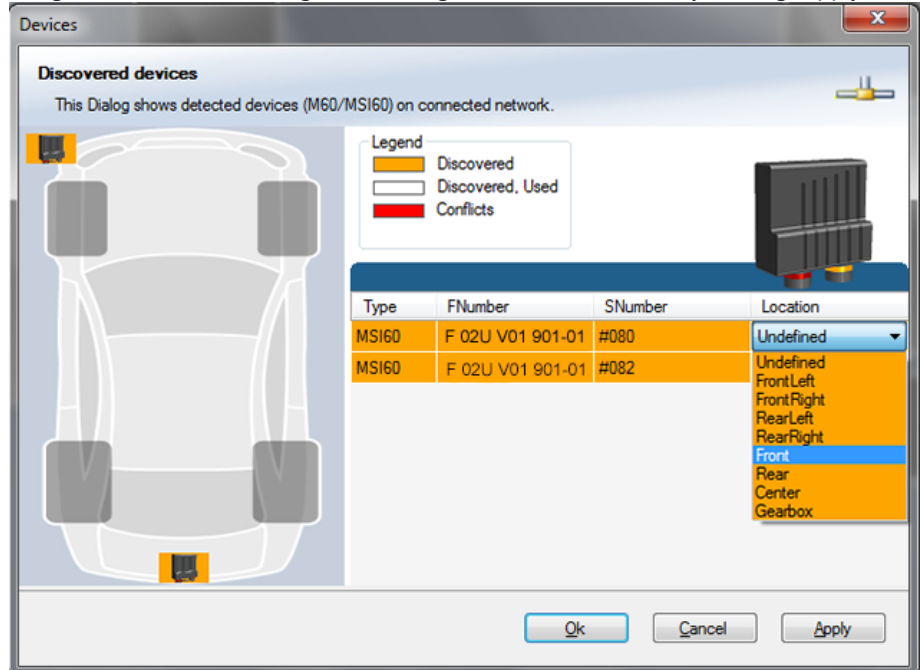 Devices
Discovered devices
This Dialog shows detected devices (M60/MSI60) on connected network.
Legend
Discovered
Discovered, Used
Conflicts
Type FNumber SNumber Location
MSI60 F 02U V01 901-01 #080 Undefined
MSI60 F 02U V01 901-01 #082
Undefined
FrontLeft
FrontRight
RearLeft
RearRight
Front
Rear
Center
Gearbox
Ok Cancel Apply